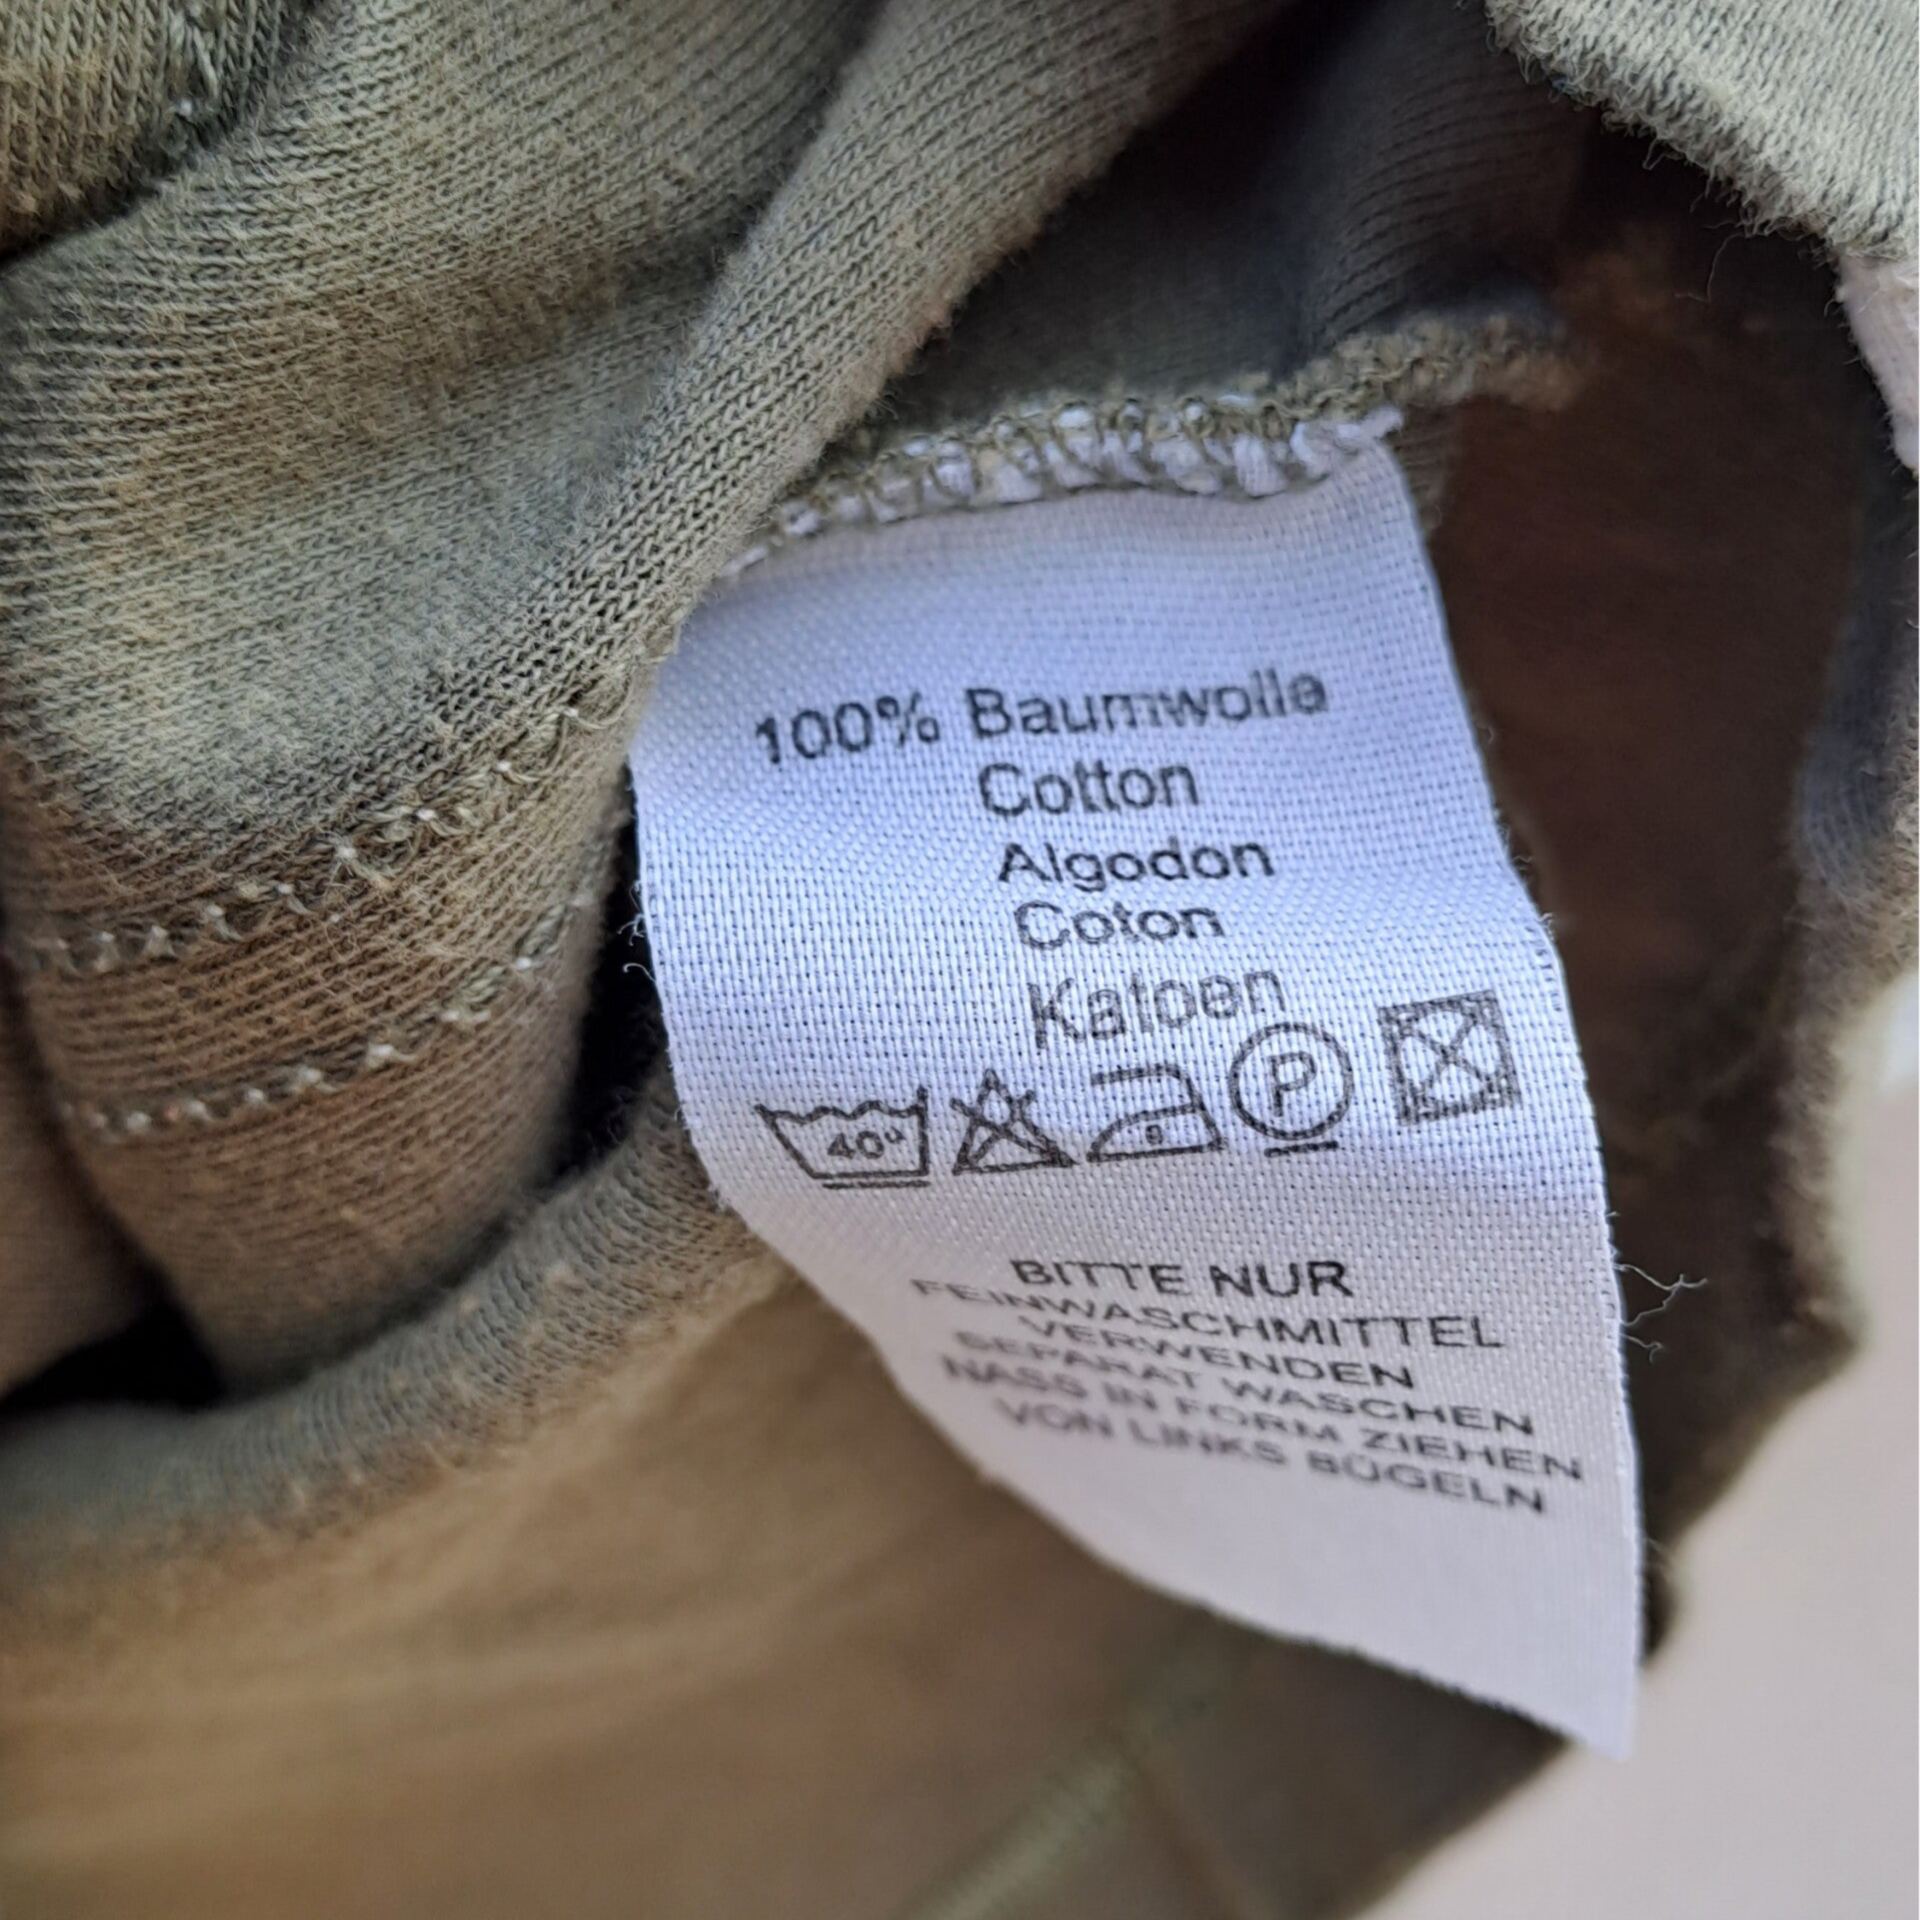 100% Baumwolle
Cotton
Algodon
Coton
Katoen
40° P
BITTE NUR
FEINWASCHMITTEL
VERWENDEN
SEPARAT WASCHEN
NASS IN FORM ZIEHEN
VON LINKS BÜGELN